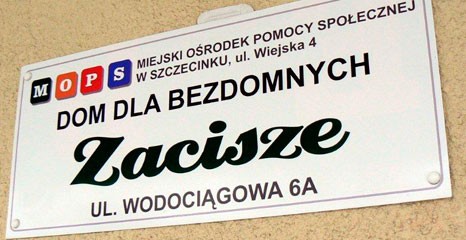 MOPS MIEJSKI OŚRODEK POMOCY SPOŁECZNEJ
W SZCZECINKU, ul. Wiejska 4
DOM DLA BEZDOMNYCH
Zacisze
UL. WODOCIĄGOWA 6A